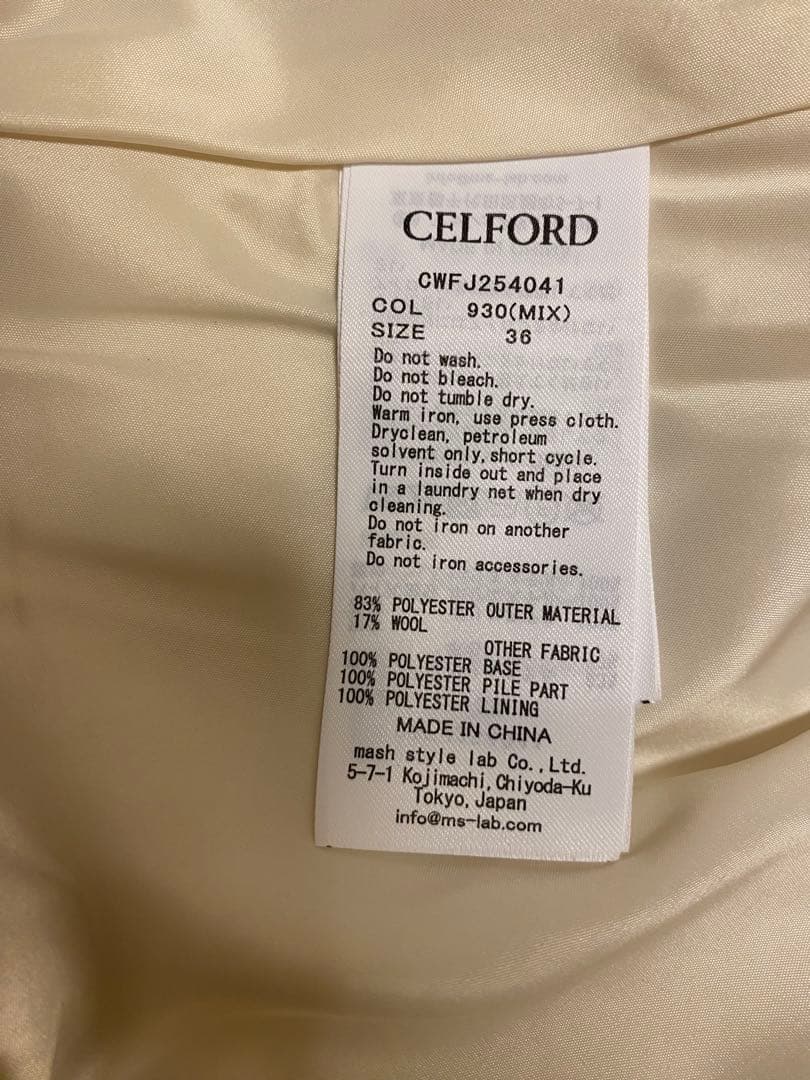 CELFORD
CWFJ254041
COL 930(MIX)
SIZE 36
Do not wash.
Do not bleach.
Do not tumble dry.
Warm iron, use press cloth.
Dryclean, petroleum
solvent only,short cycle.
Turn inside out and place
in a laundry net when dry
cleaning.
Do not iron on another
fabric.
Do not iron accessories.
83% POLYESTER OUTER MATERIAL
17% WOOL
OTHER FABRIC
100% POLYESTER BASE
100% POLYESTER PILE PART
100% POLYESTER LINING
MADE IN CHINA
mash style lab Co.,Ltd.
5-7-1 Kojimachi,Chiyoda-Ku
Tokyo,Japan
info@ms-lab.com